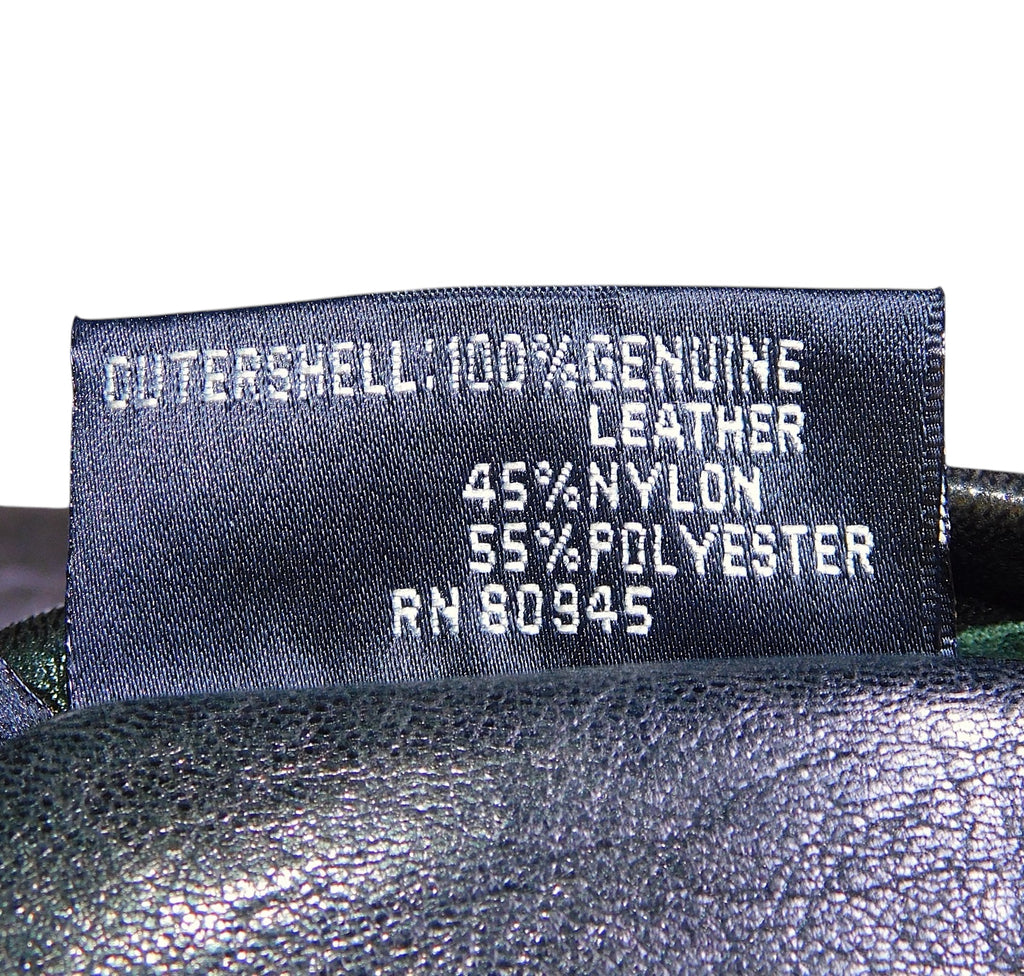 OUTERSHELL: 100% GENUINE
LEATHER
45% NYLON
55% POLYESTER
RN 80945